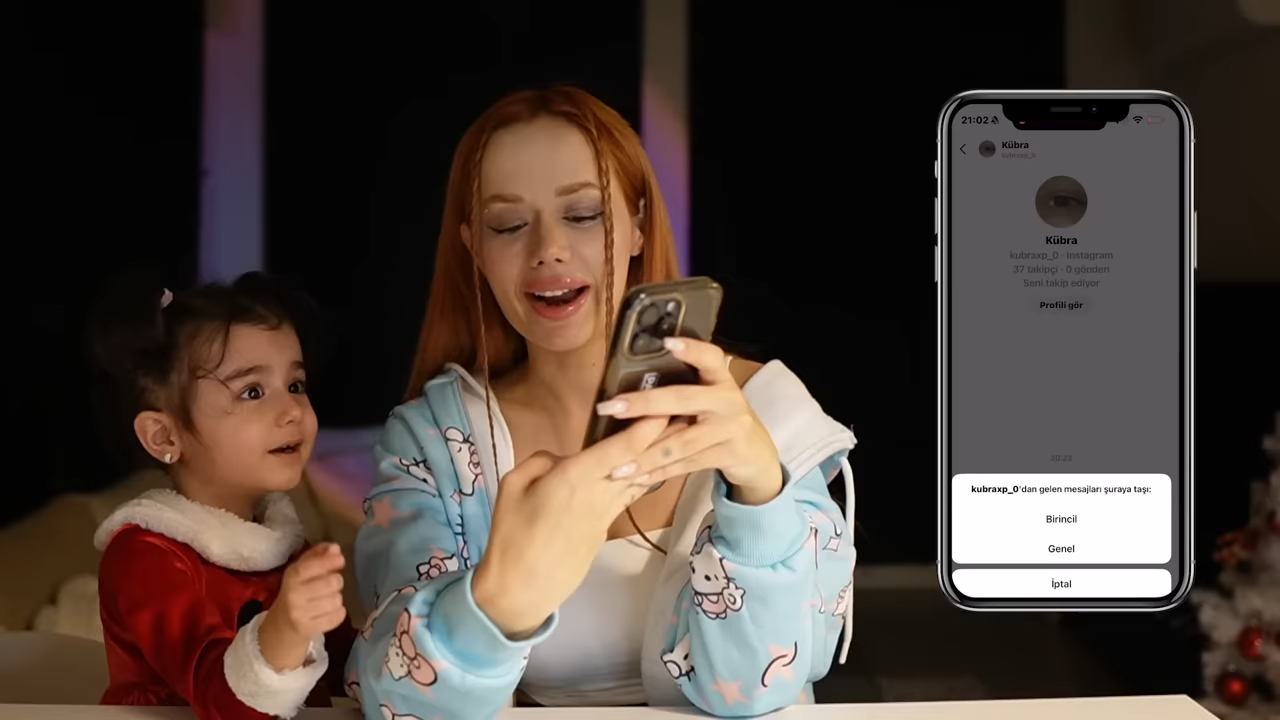 21:02
Kübra
kubraxp_0
Kübra
kubraxp_0 · Instagram
37 takipçi · 0 gönderi
Seni takip ediyor
Profili gör
20:23
kubraxp_0'dan gelen mesajları şuraya taşı:
Birincil
Genel
İptal